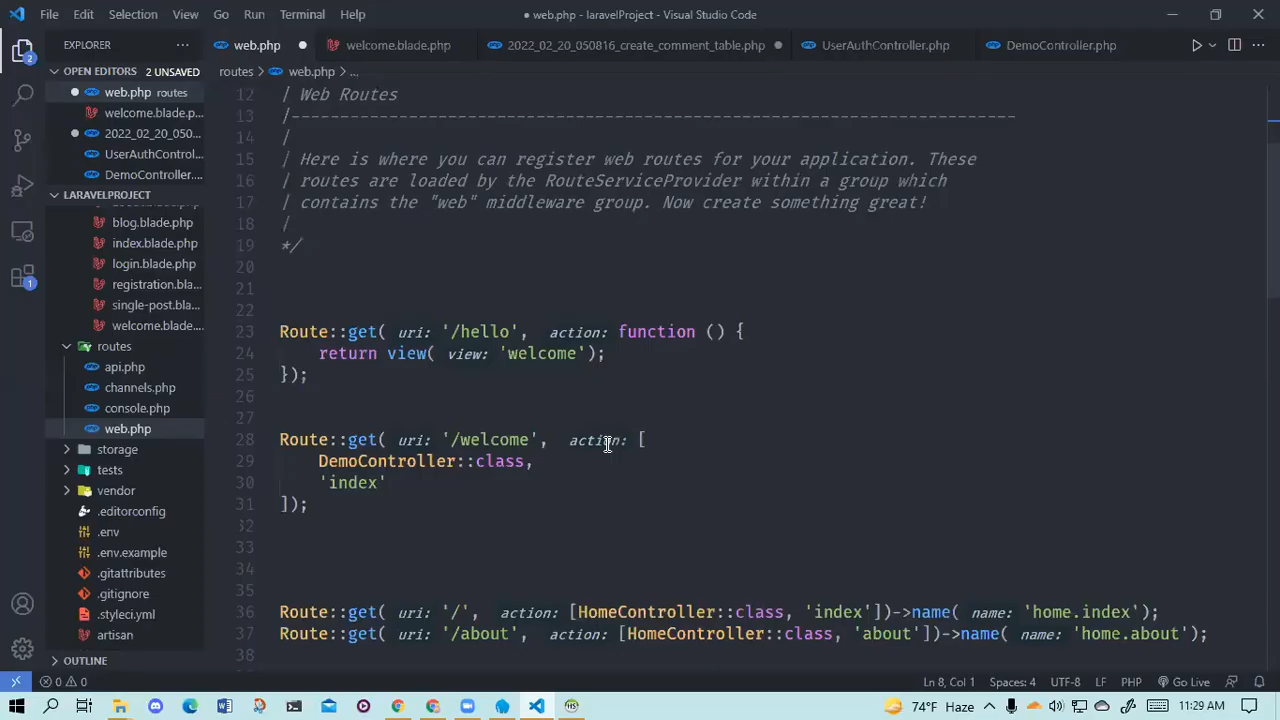 File Edit Selection View Go Run Terminal Help
● web.php - laravelProject - Visual Studio Code
EXPLORER
OPEN EDITORS 2 UNSAVED
web.php routes
welcome.blade.p...
2022_02_20_050...
UserAuthControl...
DemoController....
LARAVELPROJECT
blog.blade.php
index.blade.php
login.blade.php
registration.bla...
single-post.blad...
welcome.blade....
routes
api.php
channels.php
console.php
web.php
storage
tests
vendor
.editorconfig
.env
.env.example
.gitattributes
.gitignore
.styleci.yml
artisan
OUTLINE
2
1
web.php
welcome.blade.php
2022_02_20_050816_create_comment_table.php
UserAuthController.php
DemoController.php
routes > web.php > ...
12 | Web Routes
13 |--------------------------------------------------------------------------
14 |
15 | Here is where you can register web routes for your application. These
16 | routes are loaded by the RouteServiceProvider within a group which
17 | contains the "web" middleware group. Now create something great!
18 |
19 */
20
21
22
23 Route::get( uri: '/hello', action: function () {
24 return view( view: 'welcome');
25 });
26
27
28 Route::get( uri: '/welcome', action: [
29 DemoController::class,
30 'index'
31 ]);
32
33
34
35
36 Route::get( uri: '/', action: [HomeController::class, 'index'])->name( name: 'home.index');
37 Route::get( uri: '/about', action: [HomeController::class, 'about'])->name( name: 'home.about');
38
0 0
Ln 8, Col 1 Spaces: 4 UTF-8 LF PHP Go Live
74°F Haze 11:29 AM